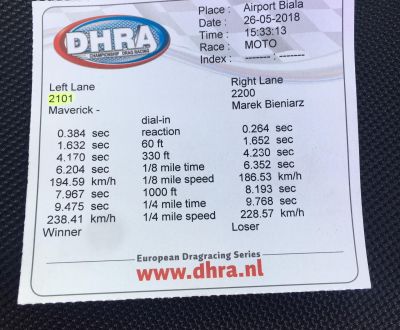 Place : Airport Biala
Date : 26-05-2018
Time : 15:33:13
Race : MOTO
Index : ------- : -------
DHRA
CHAMPIONSHIP DRAG RACING
Left Lane Right Lane
2101 2200
Maverick - Marek Bieniarz
dial-in
0.384 sec reaction 0.264 sec
1.632 sec 60 ft 1.652 sec
4.170 sec 330 ft 4.230 sec
6.204 sec 1/8 mile time 6.352 sec
194.59 km/h 1/8 mile speed 186.53 km/h
7.967 sec 1000 ft 8.193 sec
9.475 sec 1/4 mile time 9.768 sec
238.41 km/h 1/4 mile speed 228.57 km/h
Winner Loser
European Dragracing Series
www.dhra.nl